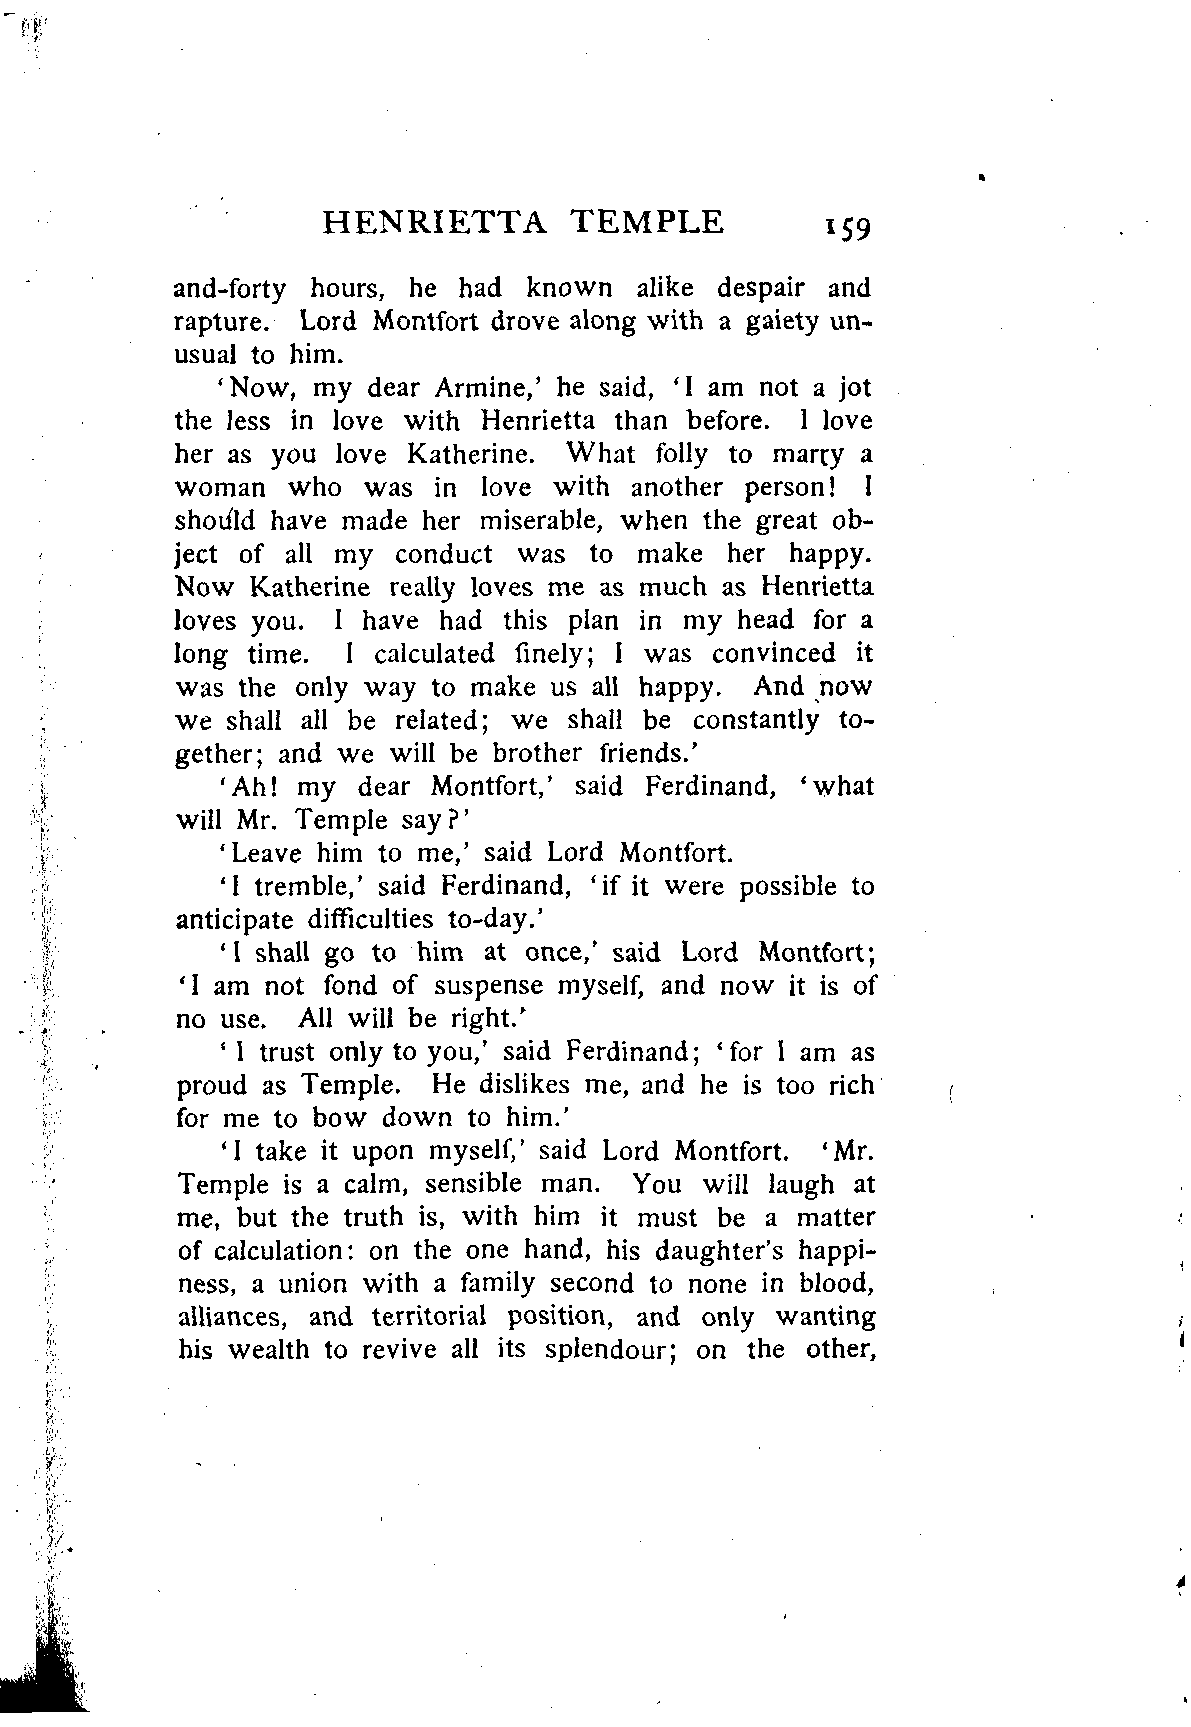 HENRIETTA TEMPLE 159
and-forty hours, he had known alike despair and
rapture. Lord Montfort drove along with a gaiety un-
usual to him.
‘Now, my dear Armine,’ he said, ‘I am not a jot
the less in love with Henrietta than before. I love
her as you love Katherine. What folly to marry a
woman who was in love with another person! I
should have made her miserable, when the great ob-
ject of all my conduct was to make her happy.
Now Katherine really loves me as much as Henrietta
loves you. I have had this plan in my head for a
long time. I calculated finely; I was convinced it
was the only way to make us all happy. And now
we shall all be related; we shall be constantly to-
gether; and we will be brother friends.’
‘Ah! my dear Montfort,’ said Ferdinand, ‘what
will Mr. Temple say?’
‘Leave him to me,’ said Lord Montfort.
‘I tremble,’ said Ferdinand, ‘if it were possible to
anticipate difficulties to-day.’
‘I shall go to him at once,’ said Lord Montfort;
‘I am not fond of suspense myself, and now it is of
no use. All will be right.’
‘I trust only to you,’ said Ferdinand; ‘for I am as
proud as Temple. He dislikes me, and he is too rich
for me to bow down to him.’
‘I take it upon myself,’ said Lord Montfort. ‘Mr.
Temple is a calm, sensible man. You will laugh at
me, but the truth is, with him it must be a matter
of calculation: on the one hand, his daughter’s happi-
ness, a union with a family second to none in blood,
alliances, and territorial position, and only wanting
his wealth to revive all its splendour; on the other,